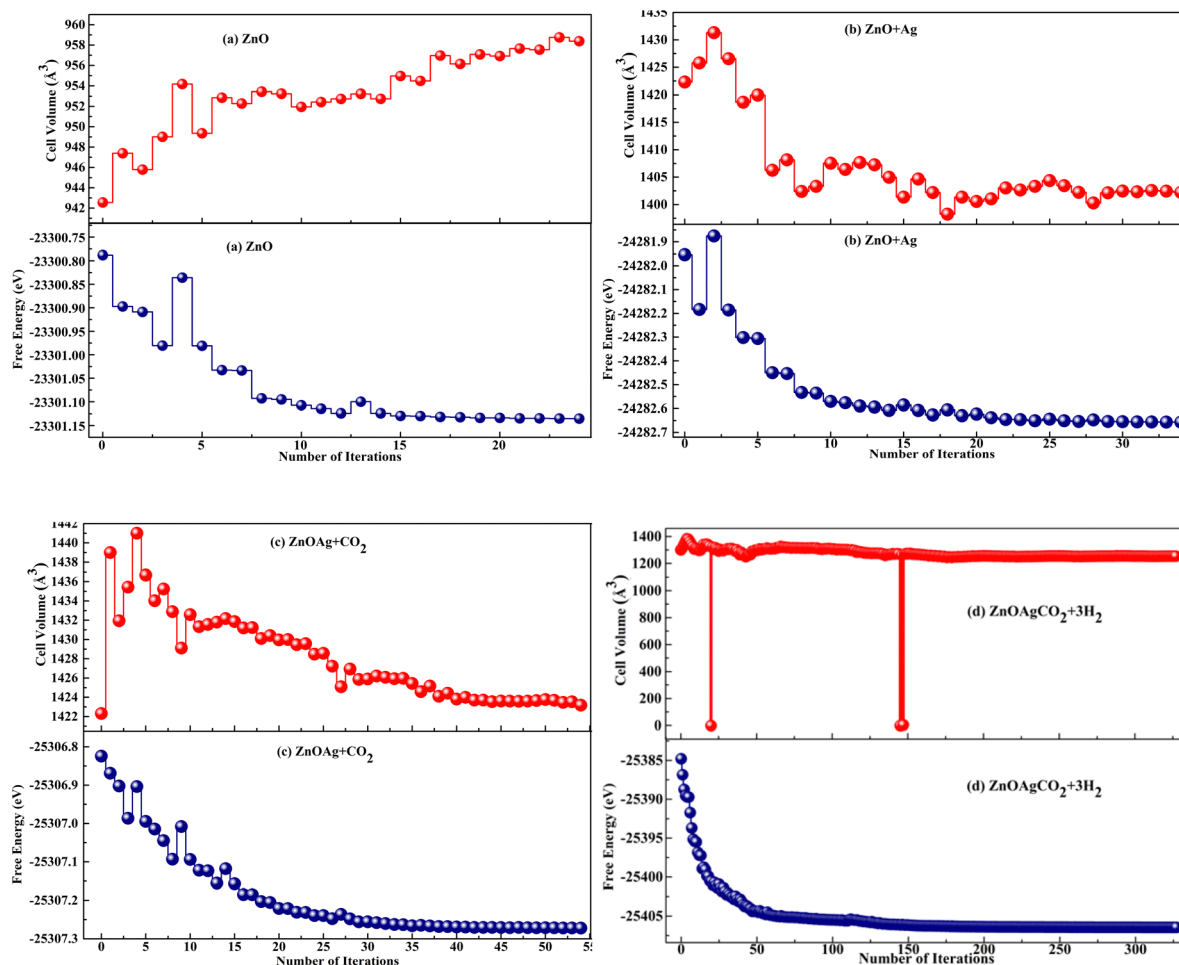 960
958
956
954
952
950
948
946
944
942
Cell Volume (Å³)
(a) ZnO
-23300.75
-23300.80
-23300.85
-23300.90
-23300.95
-23301.00
-23301.05
-23301.10
-23301.15
Free Energy (eV)
(a) ZnO
0 5 10 15 20
Number of Iterations
1435
1430
1425
1420
1415
1410
1405
1400
Cell Volume (Å³)
(b) ZnO+Ag
-24281.9
-24282.0
-24282.1
-24282.2
-24282.3
-24282.4
-24282.5
-24282.6
-24282.7
Free Energy (eV)
(b) ZnO+Ag
0 5 10 15 20 25 30
Number of Iterations
1442
1440
1438
1436
1434
1432
1430
1428
1426
1424
1422
Cell Volume (Å³)
(c) ZnOAg+CO₂
-25306.8
-25306.9
-25307.0
-25307.1
-25307.2
-25307.3
Free Energy (eV)
(c) ZnOAg+CO₂
0 5 10 15 20 25 30 35 40 45 50 55
Number of Iterations
1400
1200
1000
800
600
400
200
0
Cell Volume (Å³)
(d) ZnOAgCO₂+3H₂
-25385
-25390
-25395
-25400
-25405
Free Energy (eV)
(d) ZnOAgCO₂+3H₂
0 50 100 150 200 250 300
Number of Iterations